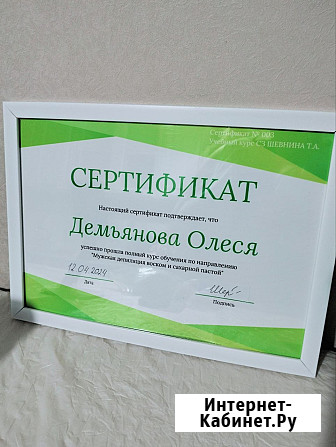 Сертификат № 003
Учебный курс СЗ ШЕВНИНА Т.А.
СЕРТИФИКАТ
Настоящий сертификат подтверждает, что
Демьянова Олеся
успешно прошла полный курс обучения по направлению
"Мужская депиляция воском и сахарной пастой"
12.04.2024
Дата
Подпись
Интернет-
Кабинет.Ру